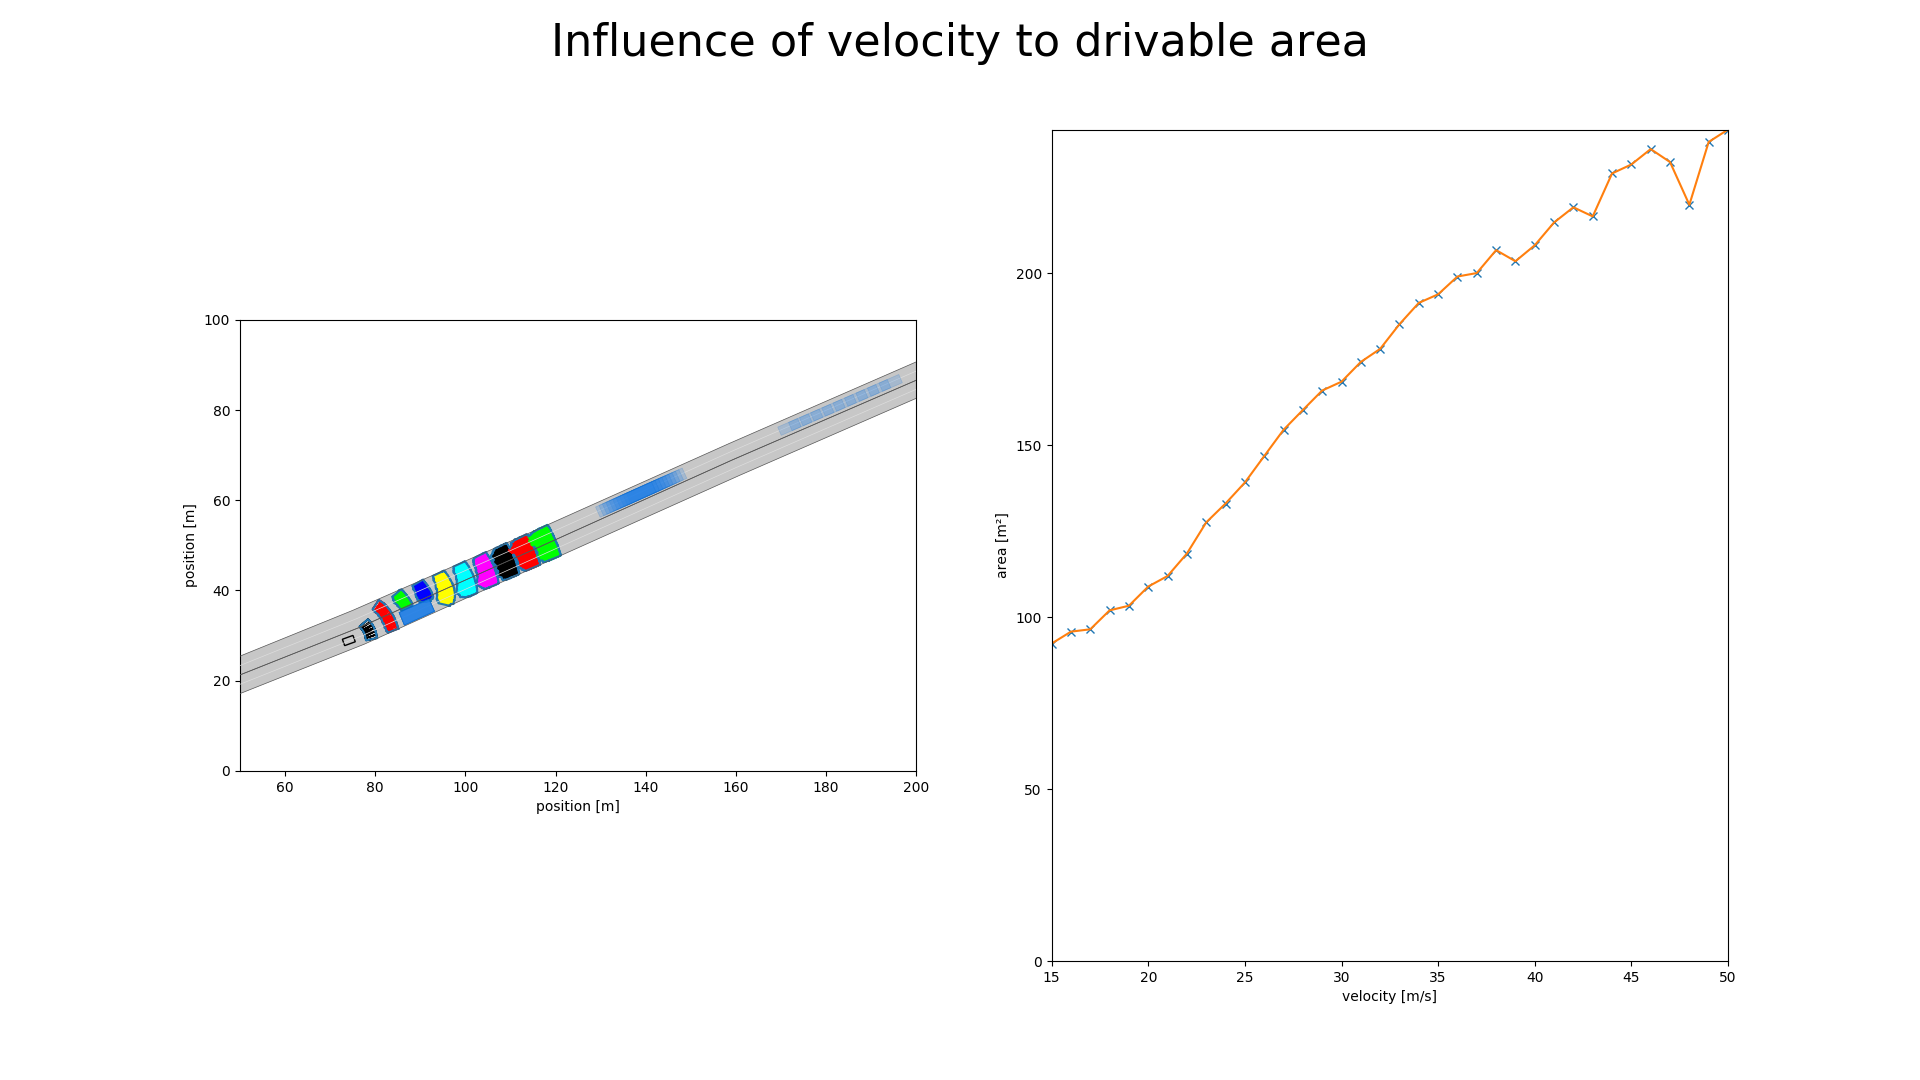 Influence of velocity to drivable area
100
80
60
40
20
0
position [m]
60 80 100 120 140 160 180 200
position [m]
200
150
100
50
0
area [m²]
15 20 25 30 35 40 45 50
velocity [m/s]